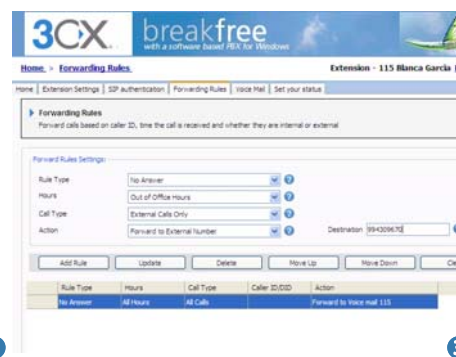 3CX. breakfree
with a software based PBX for Windows
Home > Forwarding Rules Extension - 115 Blanca Garcia
Home Extension Settings SIP authentication Forwarding Rules Voice Mail Set your status
Forwarding Rules
Forward calls based on caller ID, time the call is received and whether they are internal or external
Forward Rules Settings:
Rule Type No Answer
Hours Out of Office Hours
Call Type External Calls Only
Action Forward to External Number Destination 994309670
Add Rule Update Delete Move Up Move Down Cle
Rule Type Hours Call Type Caller ID/DID Action
No Answer All Hours All Calls Forward to Voice mail 115